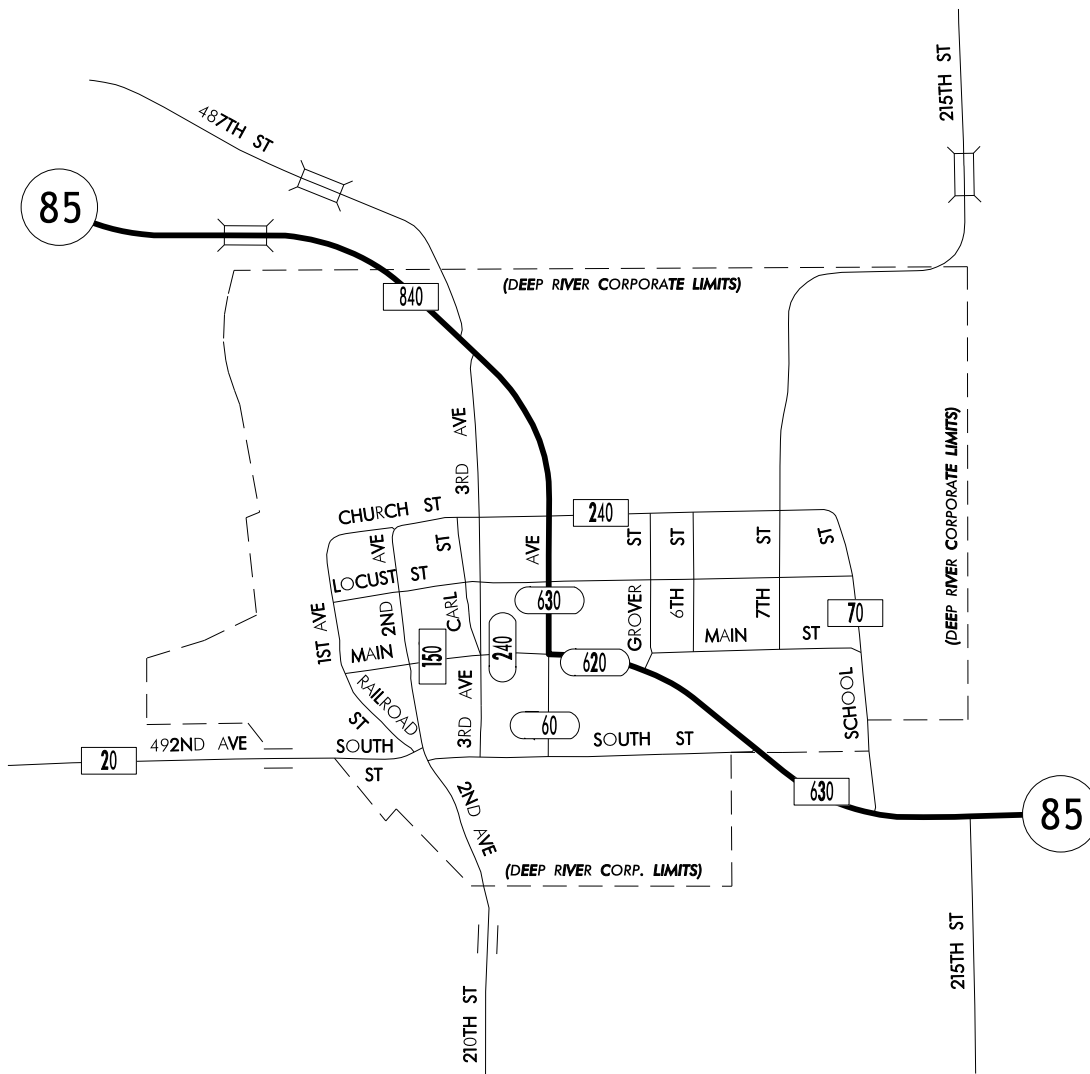 215TH ST
487TH ST
85
840
(DEEP RIVER CORPORATE LIMITS)
3RD AVE
(DEEP RIVER CORPORATE LIMITS)
CHURCH ST
240
AVE
ST
AVE
ST
ST
ST
ST
LOCUST ST
630
1ST AVE
2ND
CARL
GROVER
6TH
7TH
70
MAIN
150
240
MAIN ST
620
RAILROAD
ST
3RD AVE
SCHOOL
60
492ND AVE
SOUTH
ST
SOUTH ST
20
630
85
2ND AVE
(DEEP RIVER CORP. LIMITS)
210TH ST
215TH ST